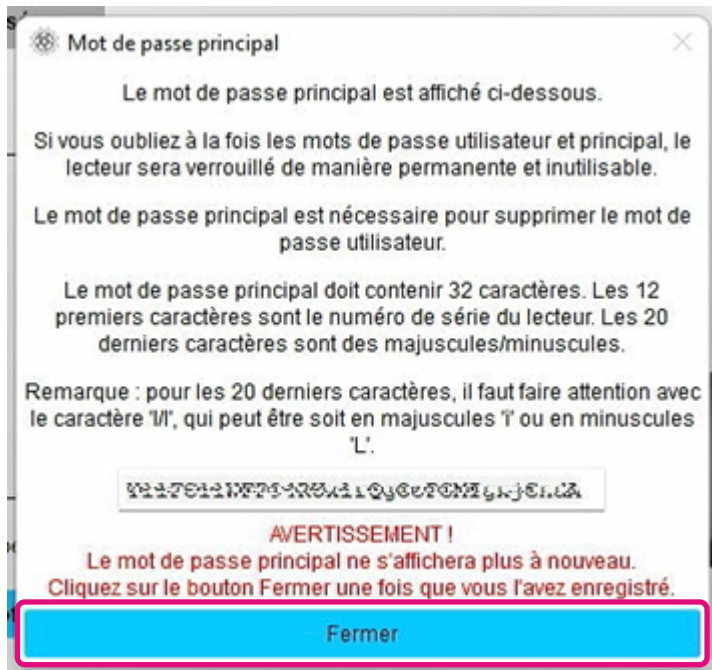 Mot de passe principal
Le mot de passe principal est affiché ci-dessous.
Si vous oubliez à la fois les mots de passe utilisateur et principal, le
lecteur sera verrouillé de manière permanente et inutilisable.
Le mot de passe principal est nécessaire pour supprimer le mot de
passe utilisateur.
Le mot de passe principal doit contenir 32 caractères. Les 12
premiers caractères sont le numéro de série du lecteur. Les 20
derniers caractères sont des majuscules/minuscules.
Remarque : pour les 20 derniers caractères, il faut faire attention avec
le caractère 'I/l', qui peut être soit en majuscules 'i' ou en minuscules
'L'.
AVERTISSEMENT !
Le mot de passe principal ne s'affichera plus à nouveau.
Cliquez sur le bouton Fermer une fois que vous l'avez enregistré.
Fermer